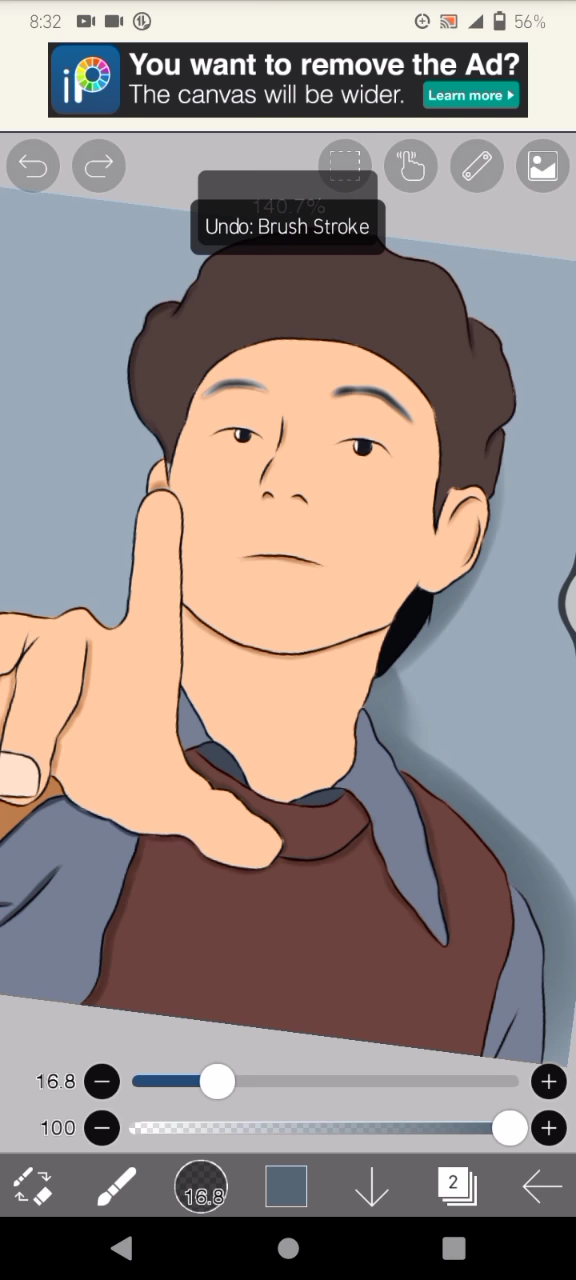 8:32
56%
iP
You want to remove the Ad?
The canvas will be wider.
Learn more
140.7%
Undo: Brush Stroke
16.8
100
16.8
2